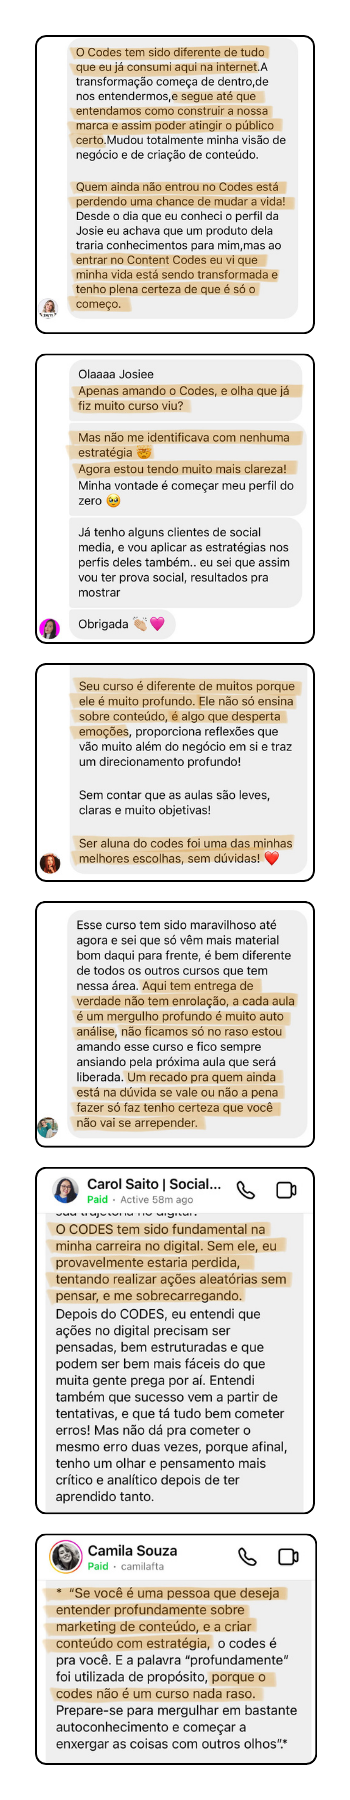 O Codes tem sido diferente de tudo
que eu já consumi aqui na internet.A
transformação começa de dentro,de
nos entendermos,e segue até que
entendamos como construir a nossa
marca e assim poder atingir o público
certo.Mudou totalmente minha visão de
negócio e de criação de conteúdo.
Quem ainda não entrou no Codes está
perdendo uma chance de mudar a vida!
Desde o dia que eu conheci o perfil da
Josie eu achava que um produto dela
traria conhecimentos para mim,mas ao
entrar no Content Codes eu vi que
minha vida está sendo transformada e
tenho plena certeza de que é só o
começo.
Olaaaa Josiee
Apenas amando o Codes, e olha que já
fiz muito curso viu?
Mas não me identificava com nenhuma
estratégia 🤯
Agora estou tendo muito mais clareza!
Minha vontade é começar meu perfil do
zero 🥹
Já tenho alguns clientes de social
media, e vou aplicar as estratégias nos
perfis deles também.. eu sei que assim
vou ter prova social, resultados pra
mostrar
Obrigada 👏🏼💖
Seu curso é diferente de muitos porque
ele é muito profundo. Ele não só ensina
sobre conteúdo, é algo que desperta
emoções, proporciona reflexões que
vão muito além do negócio em si e traz
um direcionamento profundo!
Sem contar que as aulas são leves,
claras e muito objetivas!
Ser aluna do codes foi uma das minhas
melhores escolhas, sem dúvidas! ❤️
Esse curso tem sido maravilhoso até
agora e sei que só vêm mais material
bom daqui para frente, é bem diferente
de todos os outros cursos que tem
nessa área. Aqui tem entrega de
verdade não tem enrolação, a cada aula
é um mergulho profundo é muito auto
análise, não ficamos só no raso estou
amando esse curso e fico sempre
ansiando pela próxima aula que será
liberada. Um recado pra quem ainda
está na dúvida se vale ou não a pena
fazer só faz tenho certeza que você
não vai se arrepender.
Carol Saito | Social...
Paid · Active 58m ago
sua trajetória no digital?
O CODES tem sido fundamental na
minha carreira no digital. Sem ele, eu
provavelmente estaria perdida,
tentando realizar ações aleatórias sem
pensar, e me sobrecarregando.
Depois do CODES, eu entendi que
ações no digital precisam ser
pensadas, bem estruturadas e que
podem ser bem mais fáceis do que
muita gente prega por aí. Entendi
também que sucesso vem a partir de
tentativas, e que tá tudo bem cometer
erros! Mas não dá pra cometer o
mesmo erro duas vezes, porque afinal,
tenho um olhar e pensamento mais
crítico e analítico depois de ter
aprendido tanto.
Camila Souza
Paid · camilafta
* "Se você é uma pessoa que deseja
entender profundamente sobre
marketing de conteúdo, e a criar
conteúdo com estratégia, o codes é
pra você. E a palavra "profundamente"
foi utilizada de propósito, porque o
codes não é um curso nada raso.
Prepare-se para mergulhar em bastante
autoconhecimento e começar a
enxergar as coisas com outros olhos".*